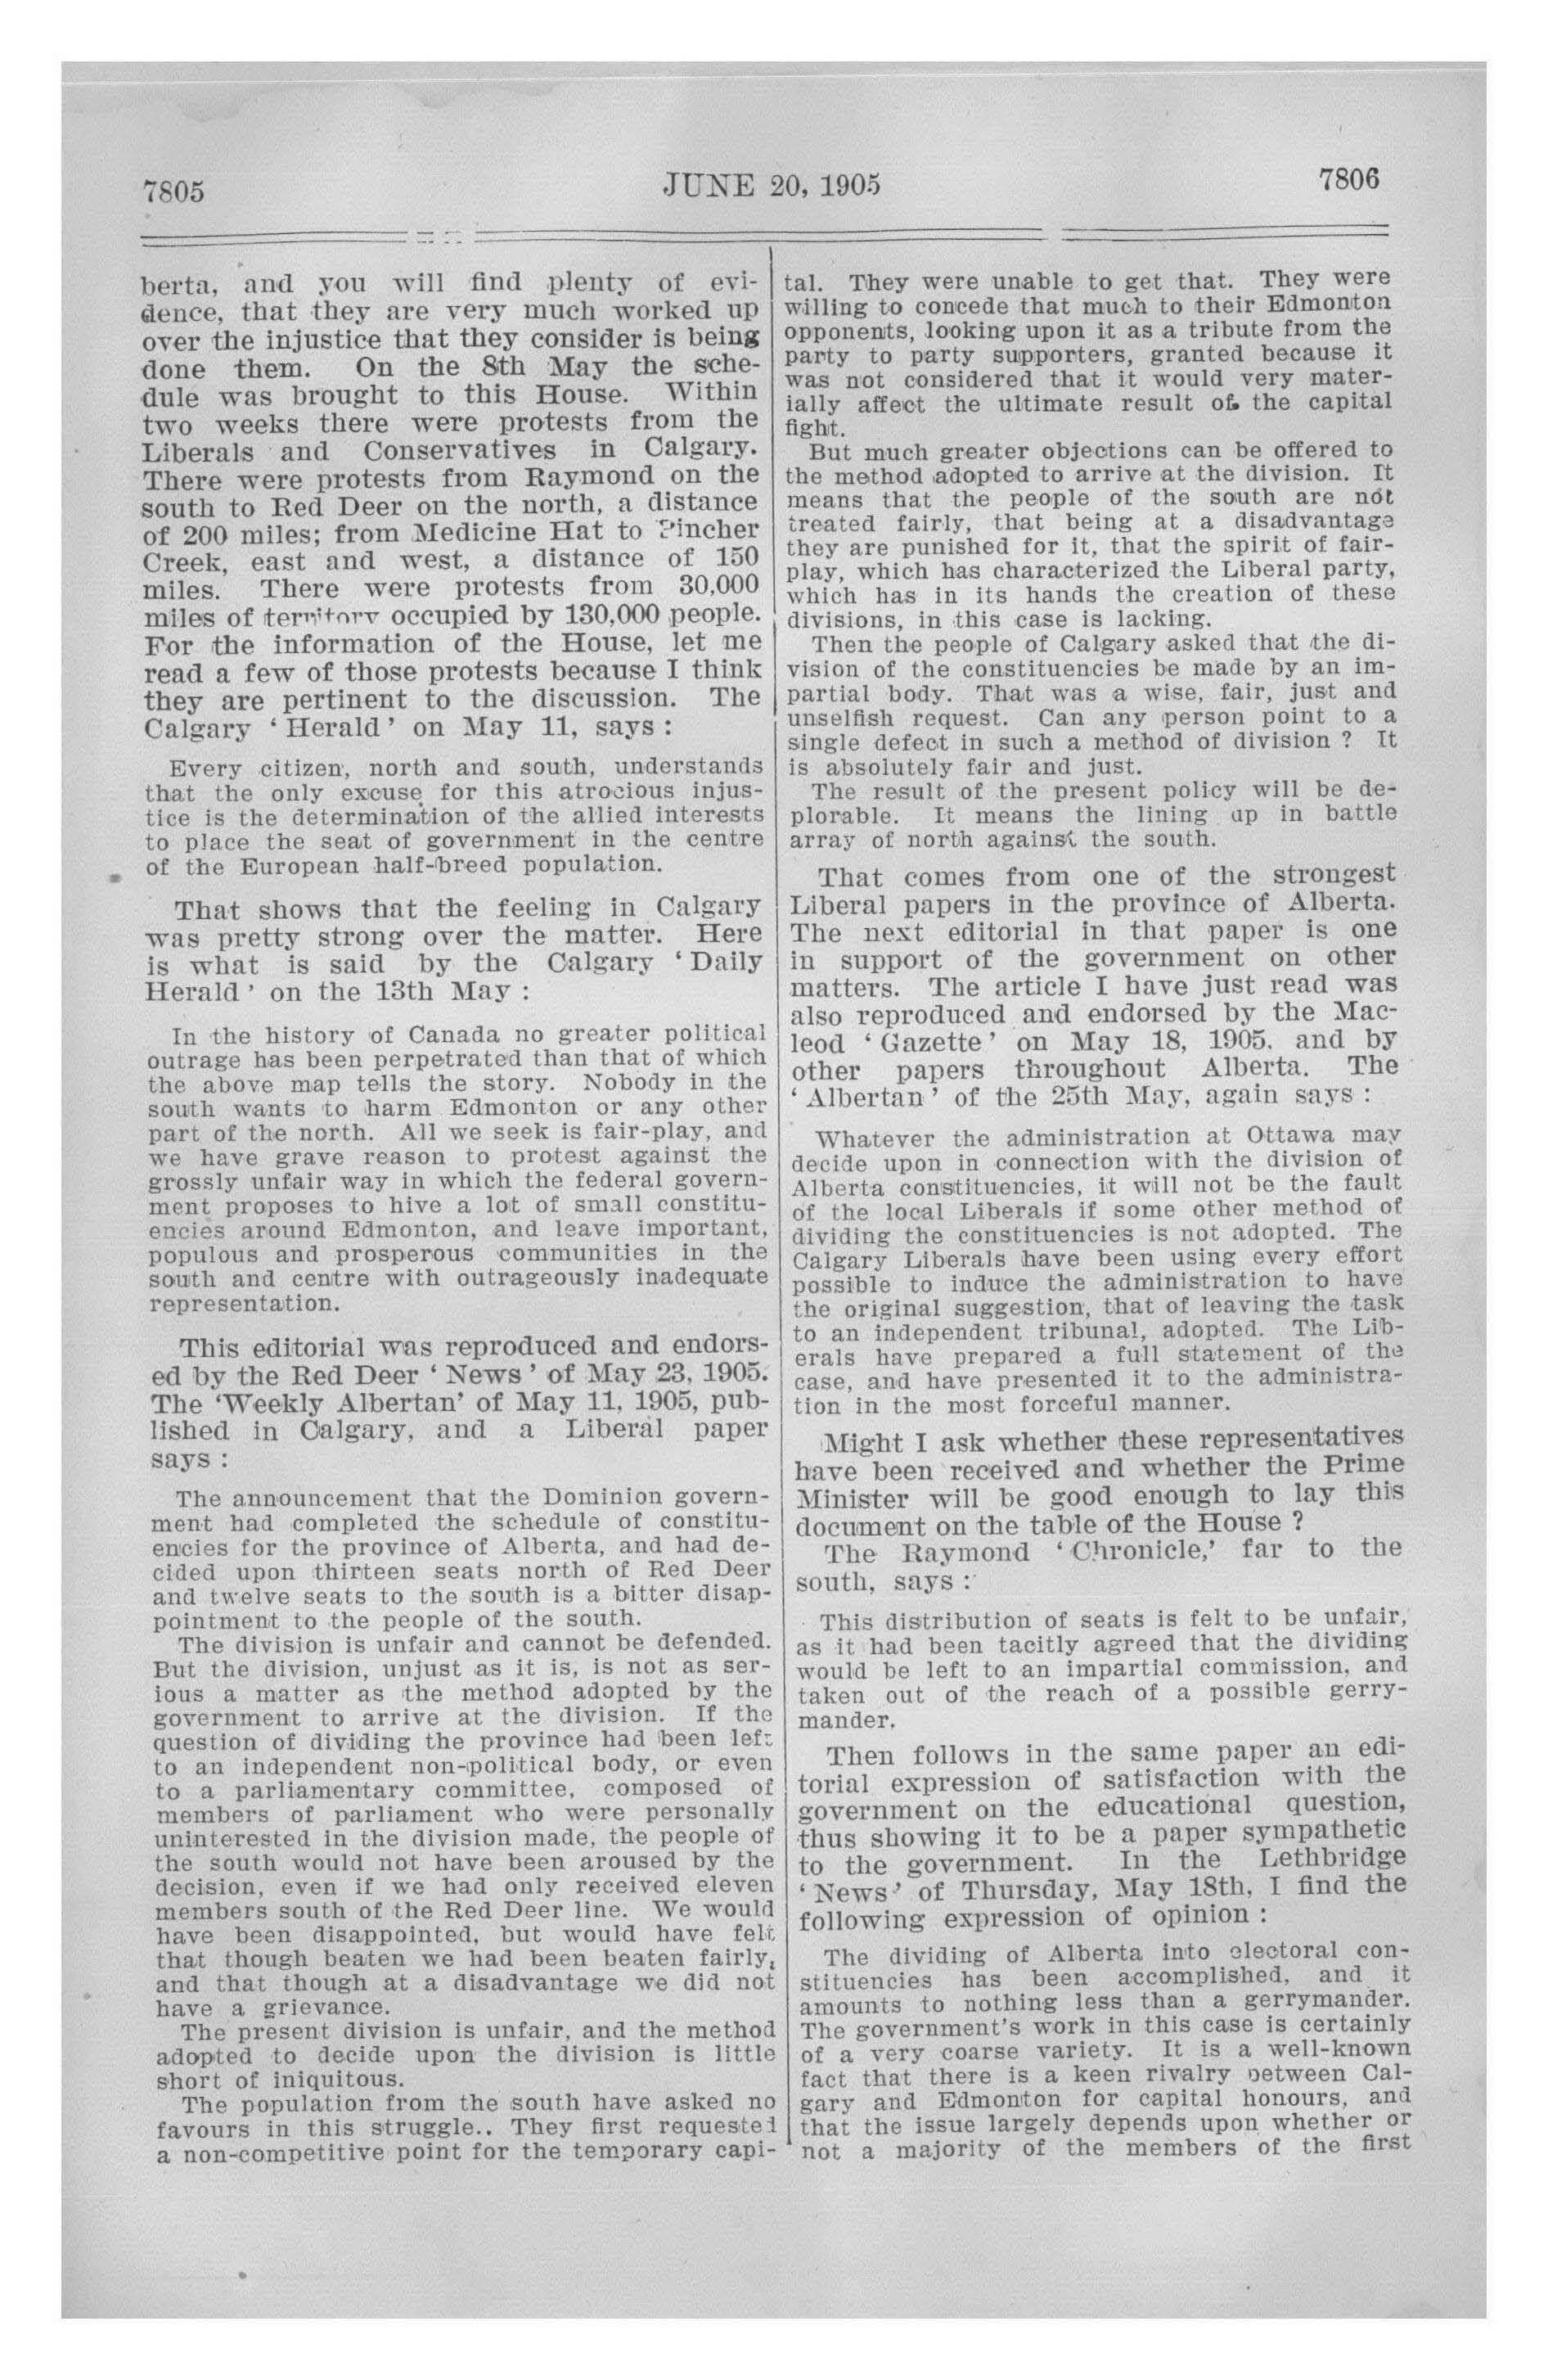 7805
JUNE 20, 1905
7806
berta, and you will find plenty of evi-
dence, that they are very much worked up
over the injustice that they consider is being
done them. On the 8th May the sche-
dule was brought to this House. Within
two weeks there were protests from the
Liberals and Conservatives in Calgary.
There were protests from Raymond on the
south to Red Deer on the north, a distance
of 200 miles; from Medicine Hat to Pincher
Creek, east and west, a distance of 150
miles. There were protests from 30,000
miles of territory occupied by 130,000 people.
For the information of the House, let me
read a few of those protests because I think
they are pertinent to the discussion. The
Calgary ‘ Herald ’ on May 11, says :
Every citizen, north and south, understands
that the only excuse for this atrocious injus-
tice is the determination of the allied interests
to place the seat of government in the centre
of the European half-breed population.
That shows that the feeling in Calgary
was pretty strong over the matter. Here
is what is said by the Calgary ‘ Daily
Herald ’ on the 13th May :
In the history of Canada no greater political
outrage has been perpetrated than that of which
the above map tells the story. Nobody in the
south wants to harm Edmonton or any other
part of the north. All we seek is fair-play, and
we have grave reason to protest against the
grossly unfair way in which the federal govern-
ment proposes to hive a lot of small constitu-
encies around Edmonton, and leave important,
populous and prosperous communities in the
south and centre with outrageously inadequate
representation.
This editorial was reproduced and endors-
ed by the Red Deer ‘ News ’ of May 23, 1905.
The ‘Weekly Albertan’ of May 11, 1905, pub-
lished in Calgary, and a Liberal paper
says :
The announcement that the Dominion govern-
ment had completed the schedule of constitu-
encies for the province of Alberta, and had de-
cided upon thirteen seats north of Red Deer
and twelve seats to the south is a bitter disap-
pointment to the people of the south.
The division is unfair and cannot be defended.
But the division, unjust as it is, is not as ser-
ious a matter as the method adopted by the
government to arrive at the division. If the
question of dividing the province had been left
to an independent non-political body, or even
to a parliamentary committee, composed of
members of parliament who were personally
uninterested in the division made, the people of
the south would not have been aroused by the
decision, even if we had only received eleven
members south of the Red Deer line. We would
have been disappointed, but would have felt
that though beaten we had been beaten fairly,
and that though at a disadvantage we did not
have a grievance.
The present division is unfair, and the method
adopted to decide upon the division is little
short of iniquitous.
The population from the south have asked no
favours in this struggle.. They first requested
a non-competitive point for the temporary capi-
tal. They were unable to get that. They were
willing to concede that much to their Edmonton
opponents, looking upon it as a tribute from the
party to party supporters, granted because it
was not considered that it would very mater-
ially affect the ultimate result of the capital
fight.
But much greater objections can be offered to
the method adopted to arrive at the division. It
means that the people of the south are not
treated fairly, that being at a disadvantage
they are punished for it, that the spirit of fair-
play, which has characterized the Liberal party,
which has in its hands the creation of these
divisions, in this case is lacking.
Then the people of Calgary asked that the di-
vision of the constituencies be made by an im-
partial body. That was a wise, fair, just and
unselfish request. Can any person point to a
single defect in such a method of division ? It
is absolutely fair and just.
The result of the present policy will be de-
plorable. It means the lining up in battle
array of north against the south.
That comes from one of the strongest
Liberal papers in the province of Alberta.
The next editorial in that paper is one
in support of the government on other
matters. The article I have just read was
also reproduced and endorsed by the Mac-
leod ‘ Gazette ’ on May 18, 1905. and by
other papers throughout Alberta. The
‘ Albertan ’ of the 25th May, again says :
Whatever the administration at Ottawa may
decide upon in connection with the division of
Alberta constituencies, it will not be the fault
of the local Liberals if some other method of
dividing the constituencies is not adopted. The
Calgary Liberals have been using every effort
possible to induce the administration to have
the original suggestion, that of leaving the task
to an independent tribunal, adopted. The Lib-
erals have prepared a full statement of the
case, and have presented it to the administra-
tion in the most forceful manner.
Might I ask whether these representatives
have been received and whether the Prime
Minister will be good enough to lay this
document on the table of the House ?
The Raymond ‘ Chronicle,’ far to the
south, says :
This distribution of seats is felt to be unfair,
as it had been tacitly agreed that the dividing
would be left to an impartial commission, and
taken out of the reach of a possible gerry-
mander.
Then follows in the same paper an edi-
torial expression of satisfaction with the
government on the educational question,
thus showing it to be a paper sympathetic
to the government. In the Lethbridge
‘ News ’ of Thursday, May 18th, I find the
following expression of opinion :
The dividing of Alberta into electoral con-
stituencies has been accomplished, and it
amounts to nothing less than a gerrymander.
The government's work in this case is certainly
of a very coarse variety. It is a well-known
fact that there is a keen rivalry between Cal-
gary and Edmonton for capital honours, and
that the issue largely depends upon whether or
not a majority of the members of the first